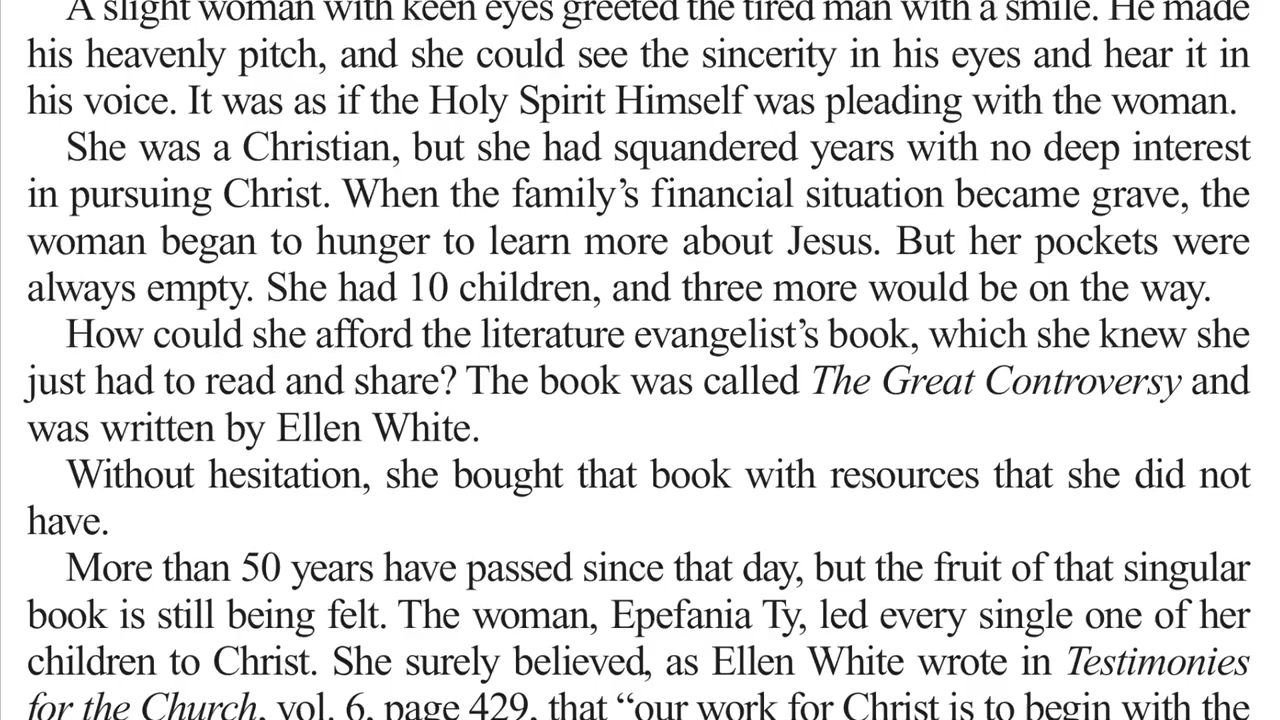 A slight woman with keen eyes greeted the tired man with a smile. He made
his heavenly pitch, and she could see the sincerity in his eyes and hear it in
his voice. It was as if the Holy Spirit Himself was pleading with the woman.
She was a Christian, but she had squandered years with no deep interest
in pursuing Christ. When the family’s financial situation became grave, the
woman began to hunger to learn more about Jesus. But her pockets were
always empty. She had 10 children, and three more would be on the way.
How could she afford the literature evangelist’s book, which she knew she
just had to read and share? The book was called The Great Controversy and
was written by Ellen White.
Without hesitation, she bought that book with resources that she did not
have.
More than 50 years have passed since that day, but the fruit of that singular
book is still being felt. The woman, Epefania Ty, led every single one of her
children to Christ. She surely believed, as Ellen White wrote in Testimonies
for the Church, vol. 6, page 429, that “our work for Christ is to begin with the